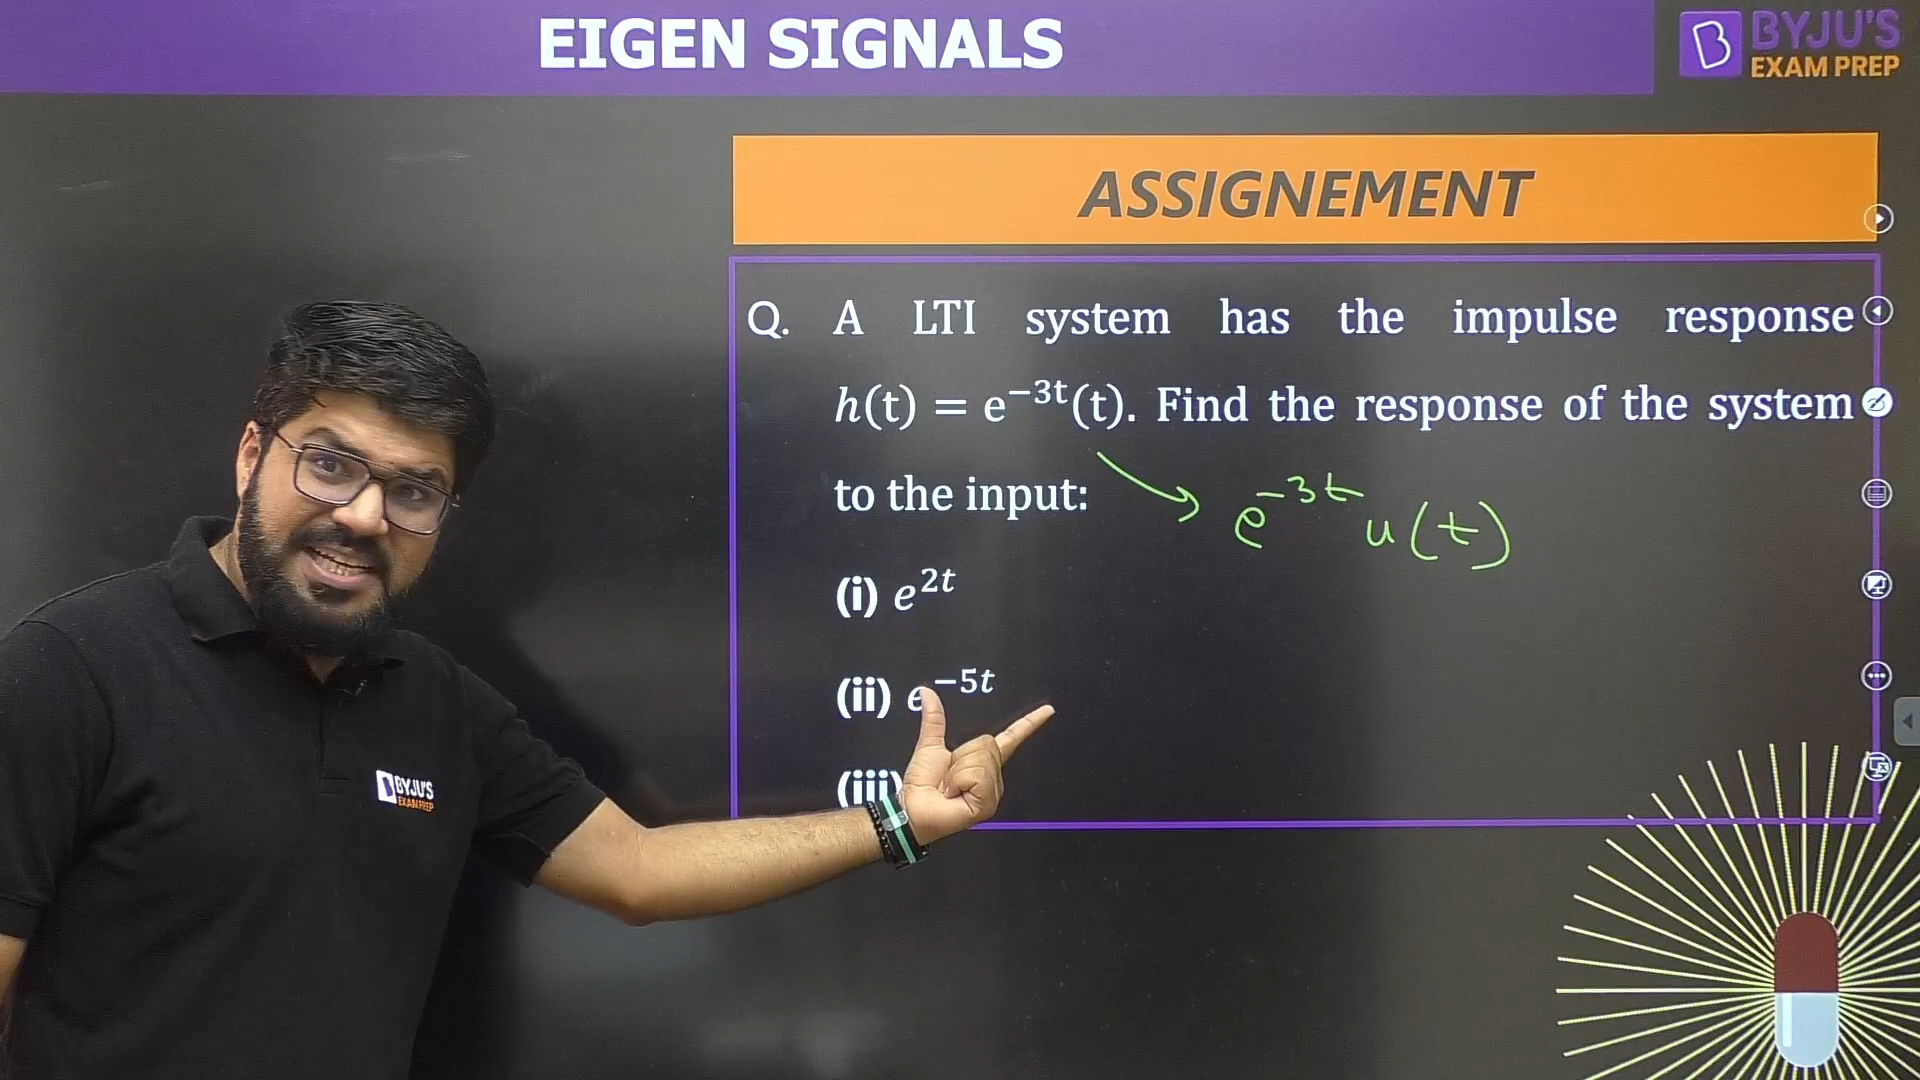 EIGEN SIGNALS
BYJU'S
EXAM PREP
ASSIGNEMENT
Q. A LTI system has the impulse response
h(t) = e⁻³ᵗ(t). Find the response of the system
to the input:
e⁻³ᵗ u(t)
(i) e²ᵗ
(ii) e⁻⁵ᵗ
(iii)
BYJU'S
EXAM PREP